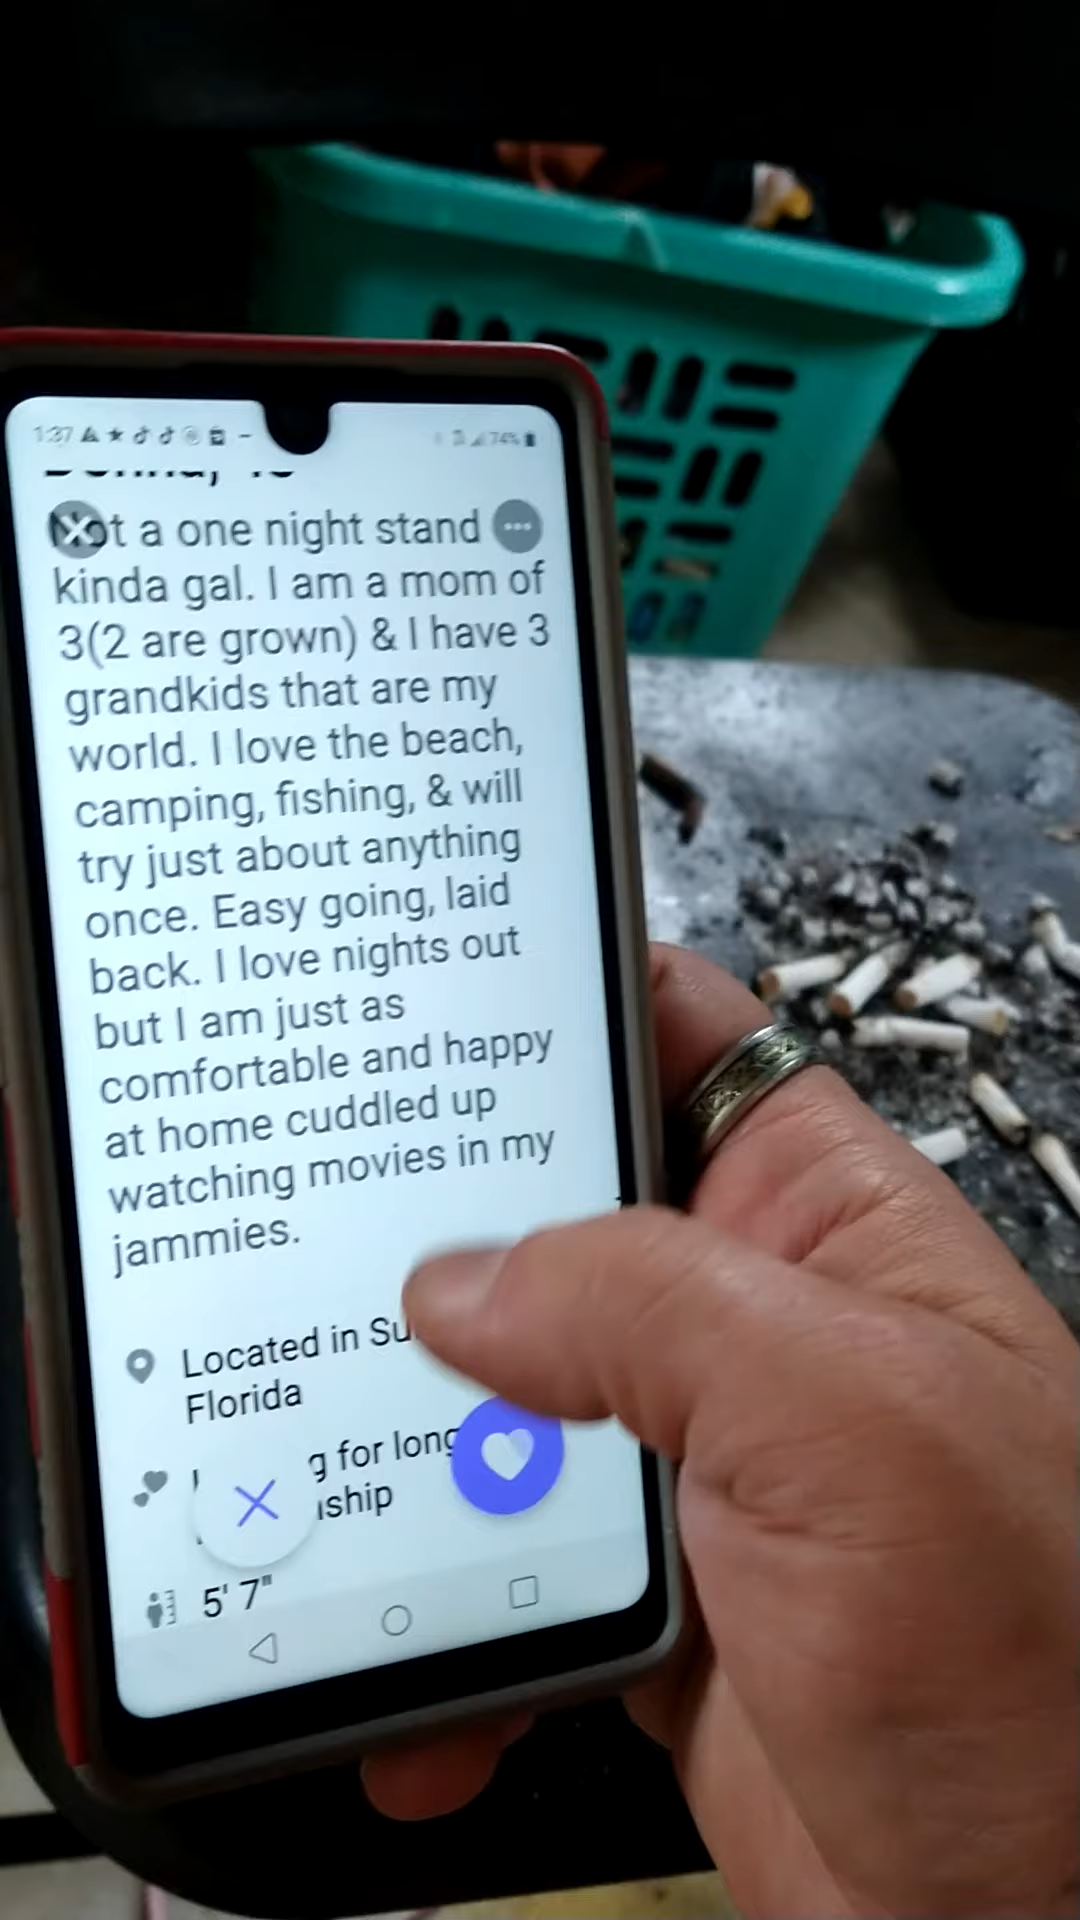 1:37
74%
Not a one night stand
kinda gal. I am a mom of
3(2 are grown) & I have 3
grandkids that are my
world. I love the beach,
camping, fishing, & will
try just about anything
once. Easy going, laid
back. I love nights out
but I am just as
comfortable and happy
at home cuddled up
watching movies in my
jammies.
Located in
Florida
for long
5' 7"